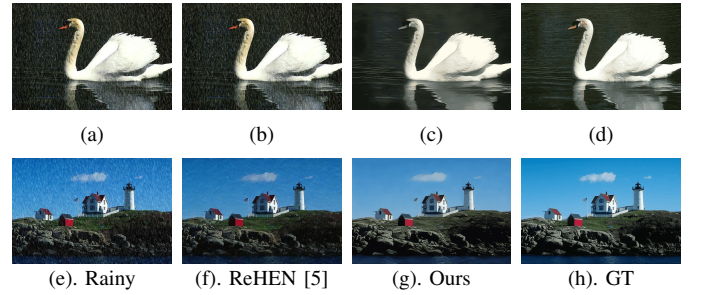 (a) (b) (c) (d)
(e). Rainy (f). ReHEN [5] (g). Ours (h). GT